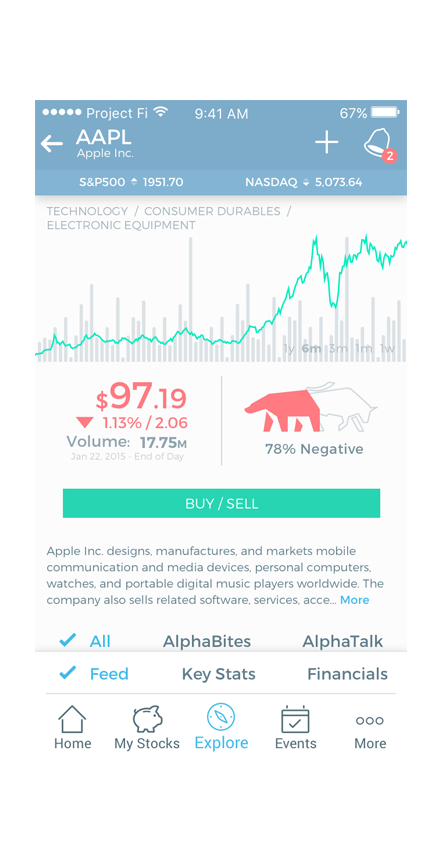 Project Fi 9:41 AM 67%
AAPL
Apple Inc.
2
S&P500 1951.70 NASDAQ 5,073.64
TECHNOLOGY / CONSUMER DURABLES /
ELECTRONIC EQUIPMENT
1y 6m 3m 1m 1w
$97.19
1.13% / 2.06
Volume: 17.75M
Jan 22, 2015 - End of Day
78% Negative
BUY / SELL
Apple Inc. designs, manufactures, and markets mobile
communication and media devices, personal computers,
watches, and portable digital music players worldwide. The
company also sells related software, services, acce... More
All AlphaBites AlphaTalk
Feed Key Stats Financials
Home My Stocks Explore Events More